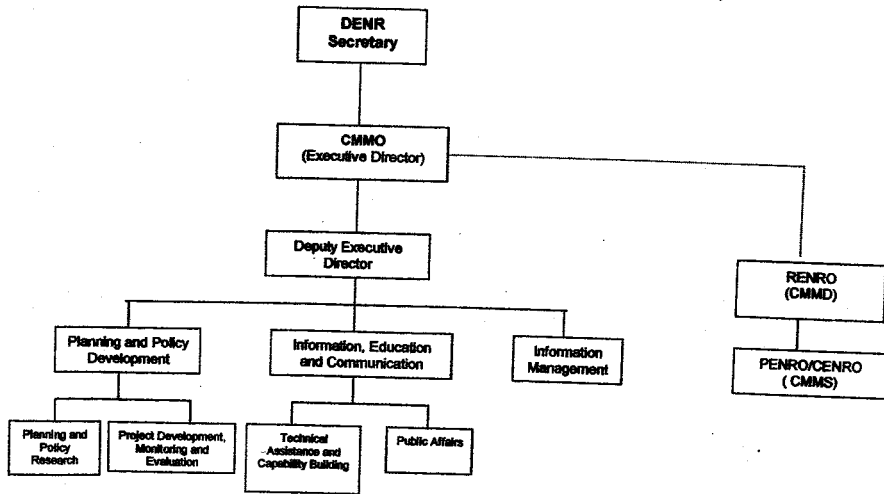 DENR
Secretary
CMMO
(Executive Director)
Deputy Executive
Director
RENRO
(CMMD)
Planning and Policy
Development
Information, Education
and Communication
Information
Management
PENRO/CENRO
( CMMS)
Planning and
Policy
Research
Project Development,
Monitoring and
Evaluation
Technical
Assistance and
Capability Building
Public Affairs